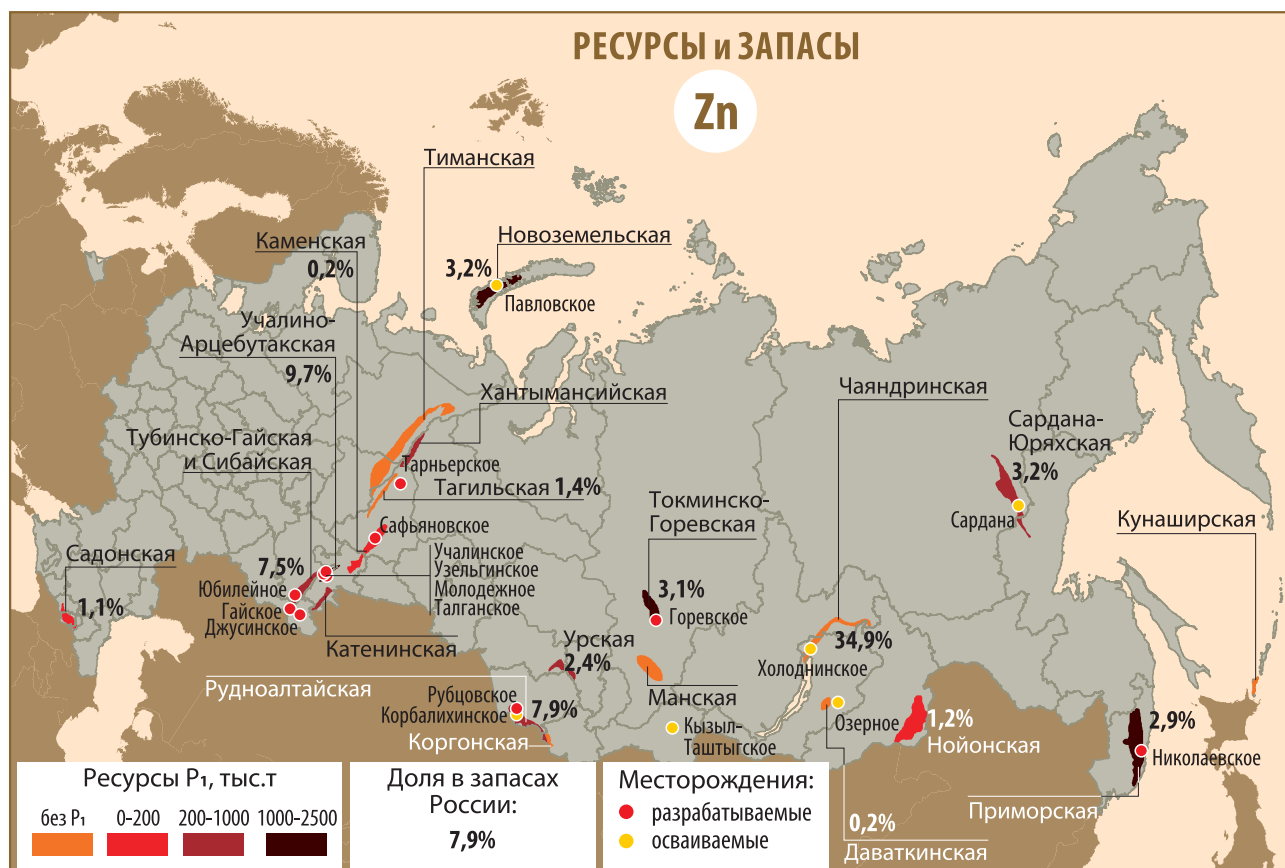 РЕСУРСЫ и ЗАПАСЫ
Zn
Тиманская
Каменская
0,2%
Новоземельская
3,2%
Павловское
Учалино-
Арцебутакская
9,7%
Хантымансийская
Чаяндринская
Тубинско-Гайская
и Сибайская
Тарньерское
Тагильская 1,4%
Сардана-
Юряхская
3,2%
Сардана
Токминско-
Горевская
3,1%
Горевское
Кунаширская
Сафьяновское
Садонская
1,1%
7,5%
Юбилейное
Гайское
Джусинское
Учалинское
Узельгинское
Молодежное
Талганское
Катенинская
Урская
2,4%
34,9%
Холоднинское
Манская
Рудноалтайская
Рубцовское
Корбалихинское
7,9%
Коргонская
Кызыл-
Таштыгское
Озерное
1,2%
Нойонская
2,9%
Николаевское
Приморская
0,2%
Даваткинская
Ресурсы P₁, тыс.т
без P₁
0-200
200-1000
1000-2500
Доля в запасах
России:
7,9%
Месторождения:
разрабатываемые
осваиваемые